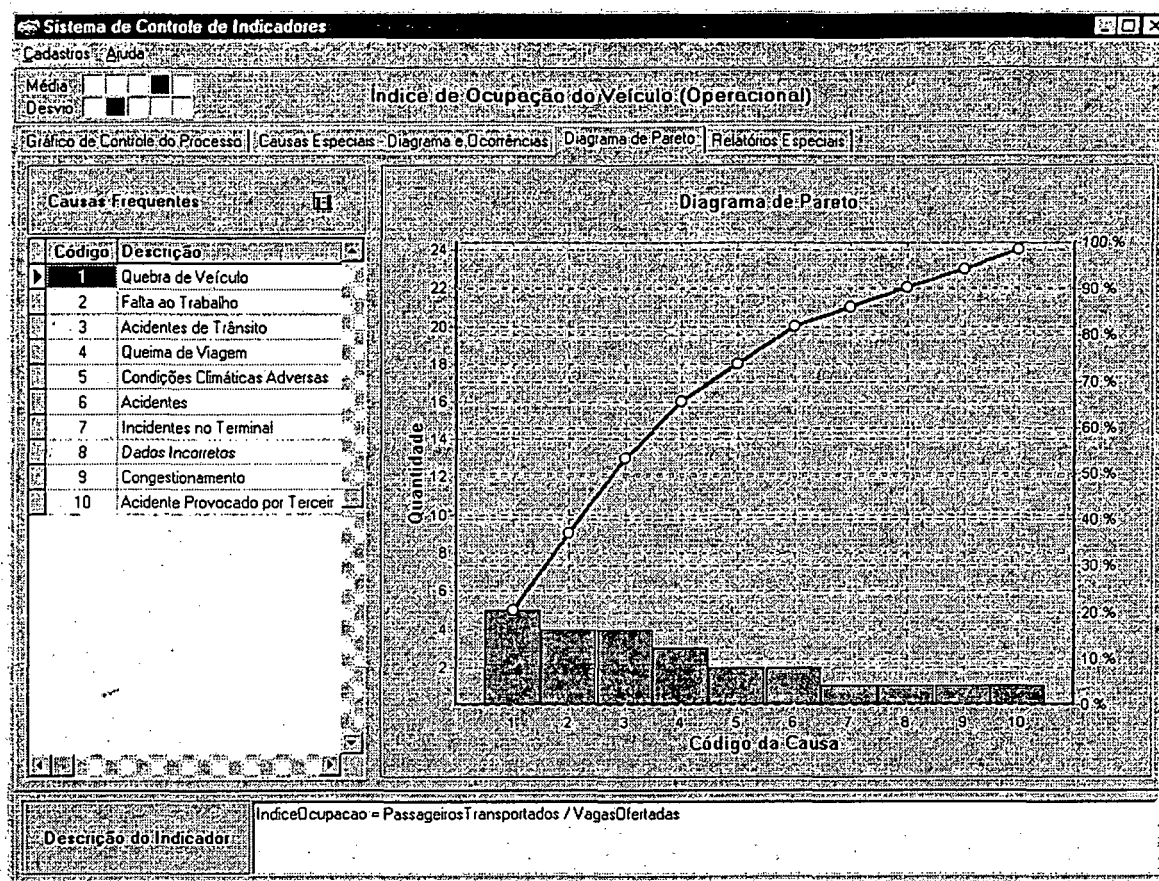 Sistema de Controle de Indicadores
Cadastros Ajuda
Média
Desvio
Índice de Ocupação do Veículo (Operacional)
Gráfico de Controle do Processo Causas Especiais Diagrama e Ocorrências Diagrama de Pareto Relatórios Especiais
Causas Frequentes
Código Descrição
1 Quebra de Veículo
2 Falta ao Trabalho
3 Acidentes de Trânsito
4 Queima de Viagem
5 Condições Climáticas Adversas
6 Acidentes
7 Incidentes no Terminal
8 Dados Incorretos
9 Congestionamento
10 Acidente Provocado por Terceir
Diagrama de Pareto
Quantidade
24
22
20
18
16
14
12
10
8
6
4
2
100 %
90 %
80 %
70 %
60 %
50 %
40 %
30 %
20 %
10 %
0 %
1 2 3 4 5 6 7 8 9 10
Código da Causa
Descrição do Indicador
IndiceOcupacao = PassageirosTransportados / VagasOfertadas